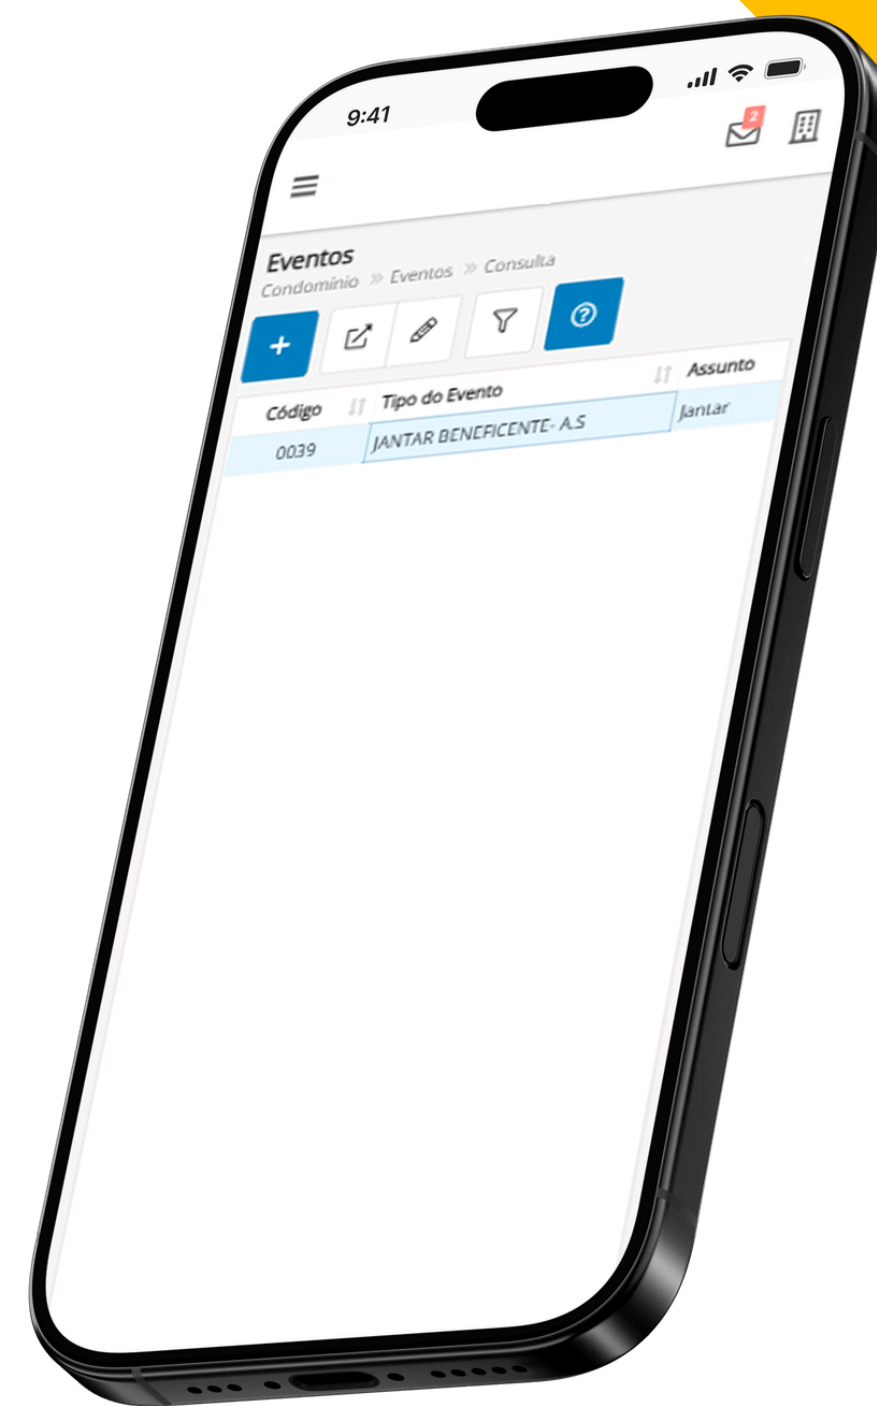 9:41
2
Eventos
Condomínio » Eventos » Consulta
Código Tipo do Evento Assunto
0039 JANTAR BENEFICENTE- A.S Jantar